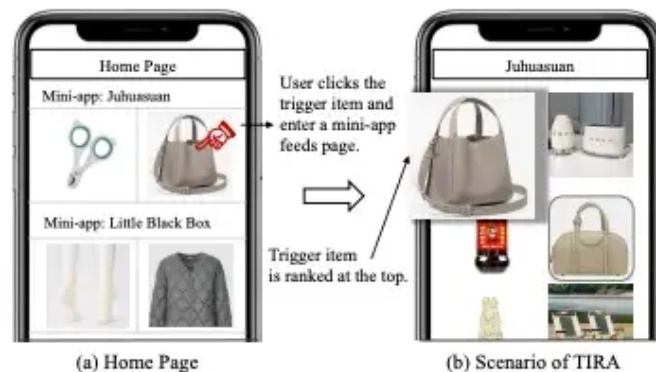 Home Page
Mini-app: Juhuasuan
Mini-app: Little Black Box
User clicks the
trigger item and
enter a mini-app
feeds page.
Trigger item
is ranked at the top.
Juhuasuan
(a) Home Page
(b) Scenario of TIRA